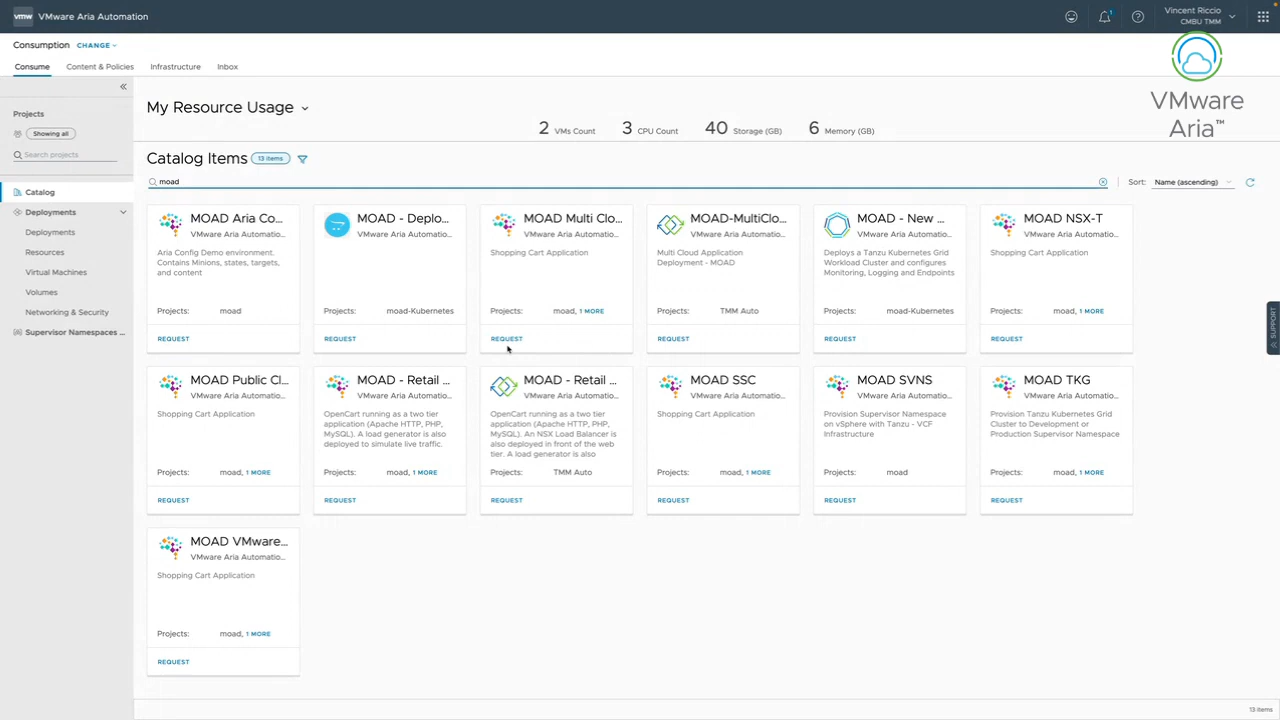 vmw VMware Aria Automation
1
Vincent Riccio
CMBU TMM
Consumption CHANGE
Consume Content & Policies Infrastructure Inbox
VMware
Aria™
Projects
Showing all
Search projects
Catalog
Deployments
Deployments
Resources
Virtual Machines
Volumes
Networking & Security
Supervisor Namespaces ...
My Resource Usage
2 VMs Count 3 CPU Count 40 Storage (GB) 6 Memory (GB)
Catalog Items 13 items
moad
Sort: Name (ascending)
MOAD Aria Co...
VMware Aria Automatio...
Aria Config Demo environment.
Contains Minions, states, targets,
and content
Projects: moad
REQUEST
MOAD - Deplo...
VMware Aria Automatio...
Projects: moad-Kubernetes
REQUEST
MOAD Multi Clo...
VMware Aria Automatio...
Shopping Cart Application
Projects: moad, 1 MORE
REQUEST
MOAD-MultiClo...
VMware Aria Automatio...
Multi Cloud Application
Deployment - MOAD
Projects: TMM Auto
REQUEST
MOAD - New ...
VMware Aria Automatio...
Deploys a Tanzu Kubernetes Grid
Workload Cluster and configures
Monitoring, Logging and Endpoints
Projects: moad-Kubernetes
REQUEST
MOAD NSX-T
VMware Aria Automatio...
Shopping Cart Application
Projects: moad, 1 MORE
REQUEST
MOAD Public Cl...
VMware Aria Automatio...
Shopping Cart Application
Projects: moad, 1 MORE
REQUEST
MOAD - Retail ...
VMware Aria Automatio...
OpenCart running as a two tier
application (Apache HTTP, PHP,
MySQL). A load generator is also
deployed to simulate live traffic.
Projects: moad, 1 MORE
REQUEST
MOAD - Retail ...
VMware Aria Automatio...
OpenCart running as a two tier
application (Apache HTTP, PHP,
MySQL). An NSX Load Balancer is
also deployed in front of the web
tier. A load generator is also
Projects: TMM Auto
REQUEST
MOAD SSC
VMware Aria Automatio...
Shopping Cart Application
Projects: moad, 1 MORE
REQUEST
MOAD SVNS
VMware Aria Automatio...
Provision Supervisor Namespace
on vSphere with Tanzu - VCF
Infrastructure
Projects: moad
REQUEST
MOAD TKG
VMware Aria Automatio...
Provision Tanzu Kubernetes Grid
Cluster to Development or
Production Supervisor Namespace
Projects: moad, 1 MORE
REQUEST
MOAD VMware...
VMware Aria Automatio...
Shopping Cart Application
Projects: moad, 1 MORE
REQUEST
SUPPORT
13 items